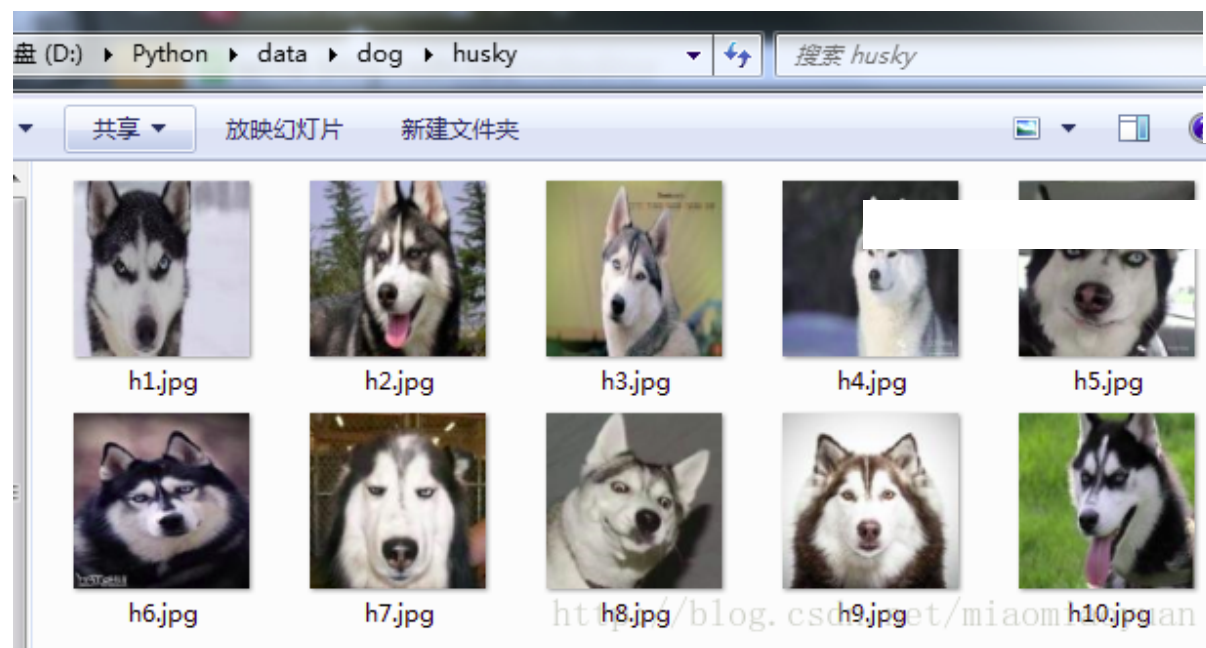 盘 (D:) ▸ Python ▸ data ▸ dog ▸ husky
搜索 husky
共享 放映幻灯片 新建文件夹
h1.jpg h2.jpg h3.jpg h4.jpg h5.jpg
h6.jpg h7.jpg h8.jpg h9.jpg h10.jpg